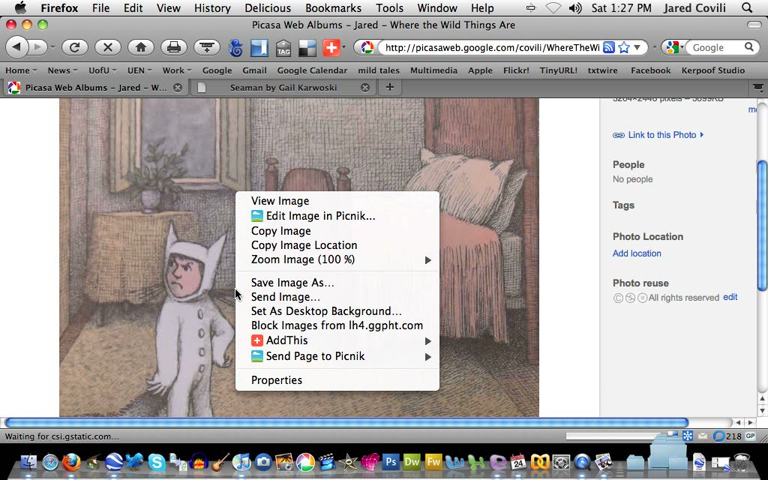 Firefox File Edit View History Delicious Bookmarks Tools Window Help Sat 1:27 PM Jared Covili
Picasa Web Albums – Jared – Where the Wild Things Are
http://picasaweb.google.com/covili/WhereTheWi
Google
Home News UofU UEN Work Google Gmail Google Calendar mild tales Multimedia Apple Flickr! TinyURL! txtwire Facebook Kerpoof Studio
Picasa Web Albums – Jared – W...
Seaman by Gail Karwoski
Link to this Photo
People
No people
Tags
Photo Location
Add location
Photo reuse
All rights reserved edit
View Image
Edit Image in Picnik...
Copy Image
Copy Image Location
Zoom Image (100 %)
Save Image As...
Send Image...
Set As Desktop Background...
Block Images from lh4.ggpht.com
AddThis
Send Page to Picnik
Properties
Waiting for csi.gstatic.com...
218 GP
Ps Dw Fw
24